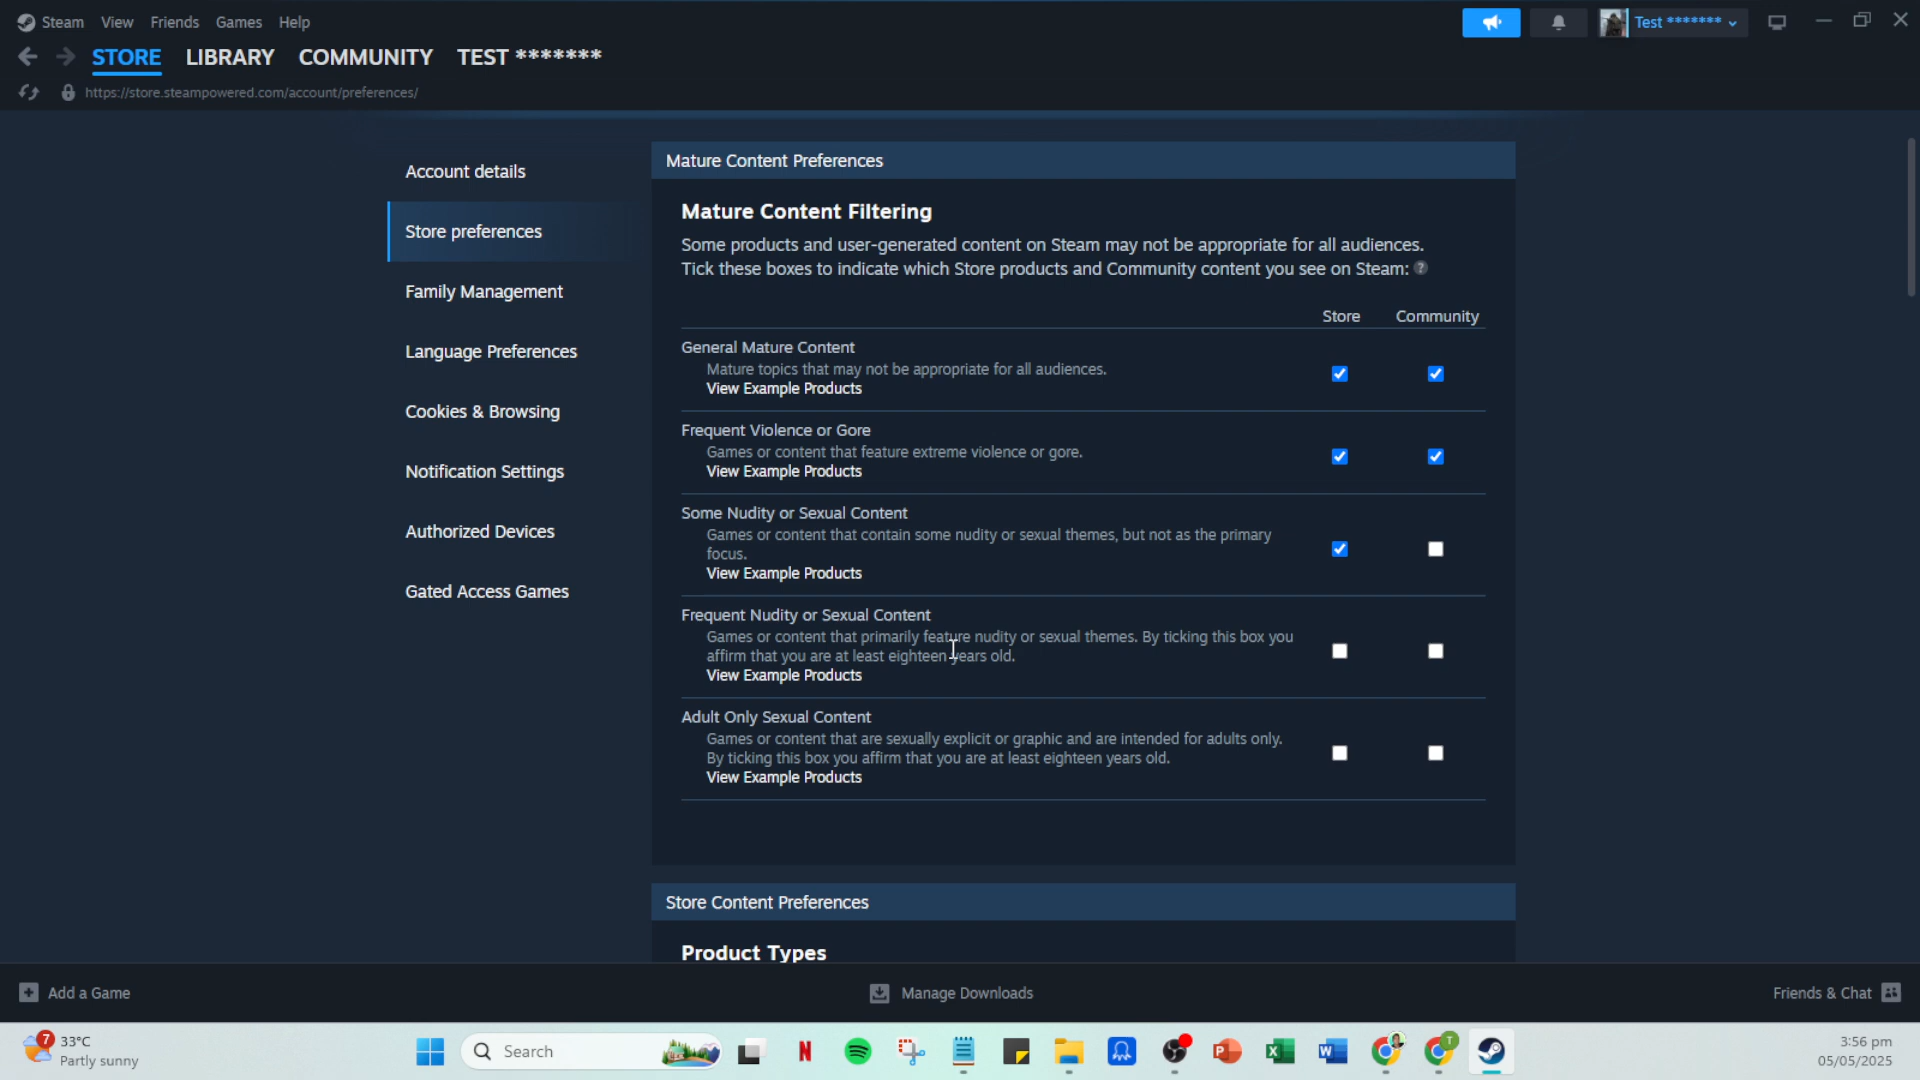 Steam View Friends Games Help
Test *******
STORE LIBRARY COMMUNITY TEST *******
https://store.steampowered.com/account/preferences/
Account details
Store preferences
Family Management
Language Preferences
Cookies & Browsing
Notification Settings
Authorized Devices
Gated Access Games
Mature Content Preferences
Mature Content Filtering
Some products and user-generated content on Steam may not be appropriate for all audiences.
Tick these boxes to indicate which Store products and Community content you see on Steam: ?
Store Community
General Mature Content
Mature topics that may not be appropriate for all audiences.
View Example Products
Frequent Violence or Gore
Games or content that feature extreme violence or gore.
View Example Products
Some Nudity or Sexual Content
Games or content that contain some nudity or sexual themes, but not as the primary
focus.
View Example Products
Frequent Nudity or Sexual Content
Games or content that primarily feature nudity or sexual themes. By ticking this box you
affirm that you are at least eighteen years old.
View Example Products
Adult Only Sexual Content
Games or content that are sexually explicit or graphic and are intended for adults only.
By ticking this box you affirm that you are at least eighteen years old.
View Example Products
Store Content Preferences
Product Types
Add a Game
Manage Downloads
Friends & Chat
7
33°C
Partly sunny
Search
N
P
X
W
T
3:56 pm
05/05/2025